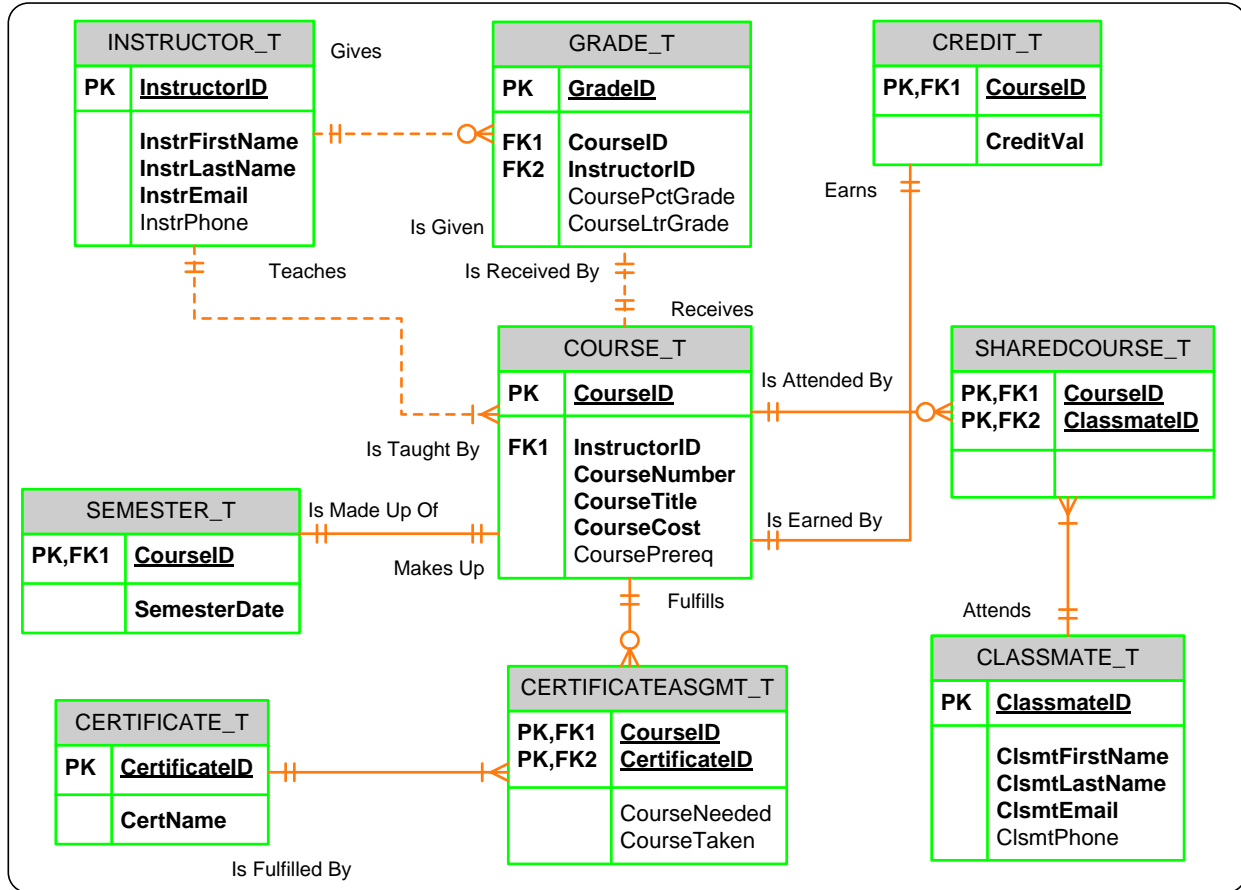 INSTRUCTOR_T
PK InstructorID
InstrFirstName
InstrLastName
InstrEmail
InstrPhone
Gives
Is Given
GRADE_T
PK GradeID
FK1 CourseID
FK2 InstructorID
CoursePctGrade
CourseLtrGrade
CREDIT_T
PK,FK1 CourseID
CreditVal
Earns
Teaches
Is Received By
Receives
COURSE_T
PK CourseID
FK1 InstructorID
CourseNumber
CourseTitle
CourseCost
CoursePrereq
Is Taught By
Is Attended By
Is Earned By
SHAREDCOURSE_T
PK,FK1 CourseID
PK,FK2 ClassmateID
SEMESTER_T
PK,FK1 CourseID
SemesterDate
Is Made Up Of
Makes Up
Fulfills
Attends
CERTIFICATE_T
PK CertificateID
CertName
Is Fulfilled By
CERTIFICATEASGMT_T
PK,FK1 CourseID
PK,FK2 CertificateID
CourseNeeded
CourseTaken
CLASSMATE_T
PK ClassmateID
ClsmtFirstName
ClsmtLastName
ClsmtEmail
ClsmtPhone